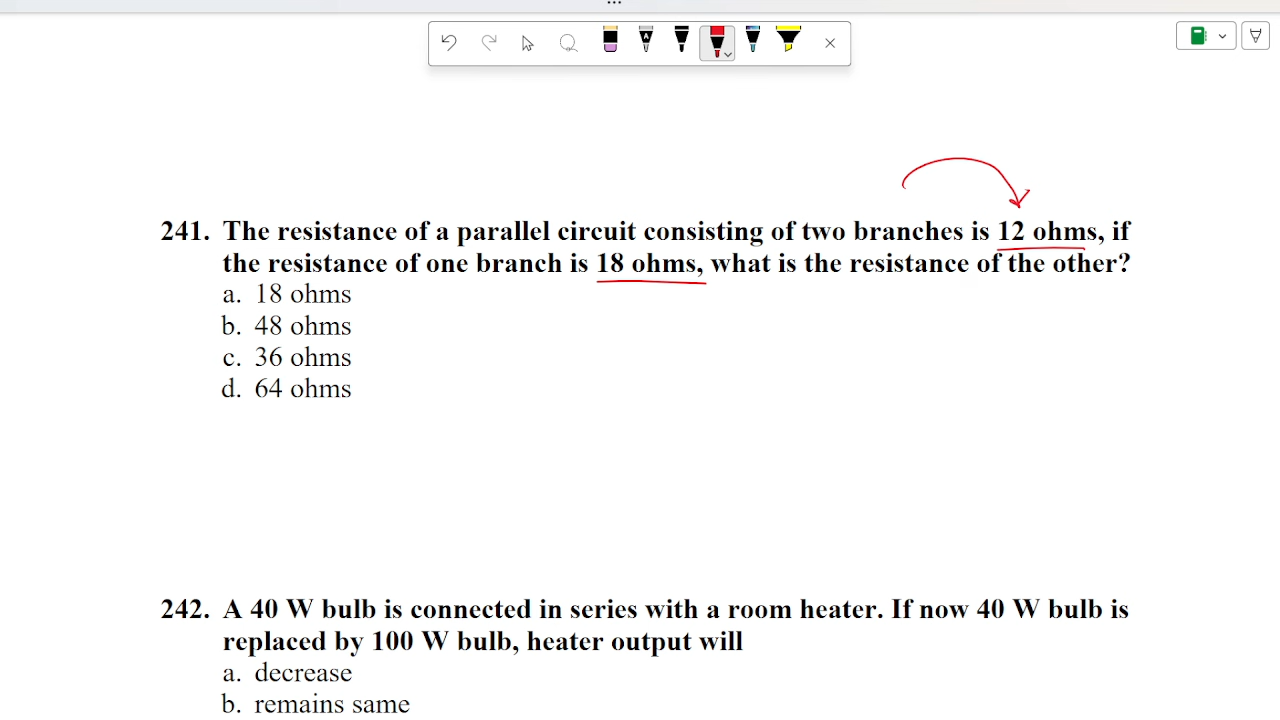 241. The resistance of a parallel circuit consisting of two branches is 12 ohms, if
the resistance of one branch is 18 ohms, what is the resistance of the other?
a. 18 ohms
b. 48 ohms
c. 36 ohms
d. 64 ohms
242. A 40 W bulb is connected in series with a room heater. If now 40 W bulb is
replaced by 100 W bulb, heater output will
a. decrease
b. remains same